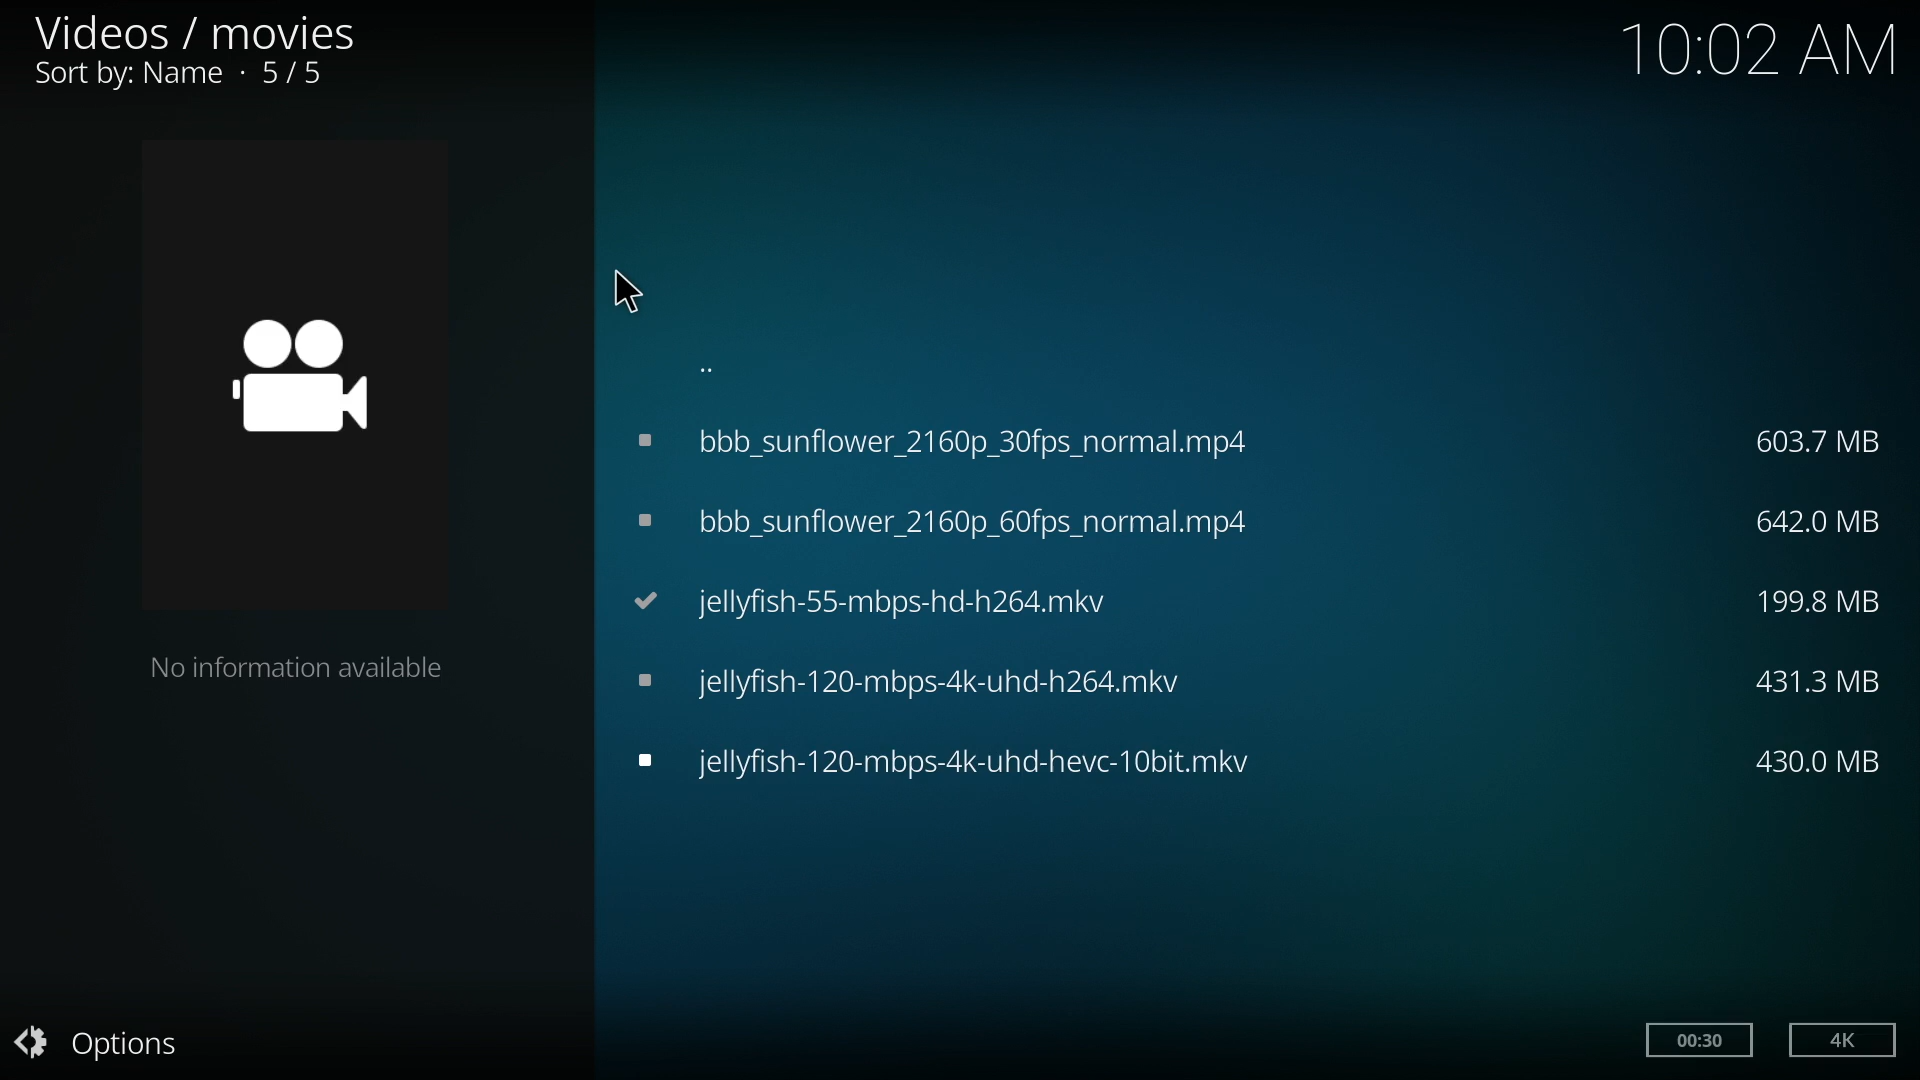 Videos / movies
Sort by: Name · 5 / 5
10:02 AM
..
bbb_sunflower_2160p_30fps_normal.mp4 603.7 MB
bbb_sunflower_2160p_60fps_normal.mp4 642.0 MB
jellyfish-55-mbps-hd-h264.mkv 199.8 MB
jellyfish-120-mbps-4k-uhd-h264.mkv 431.3 MB
jellyfish-120-mbps-4k-uhd-hevc-10bit.mkv 430.0 MB
No information available
Options
00:30
4K